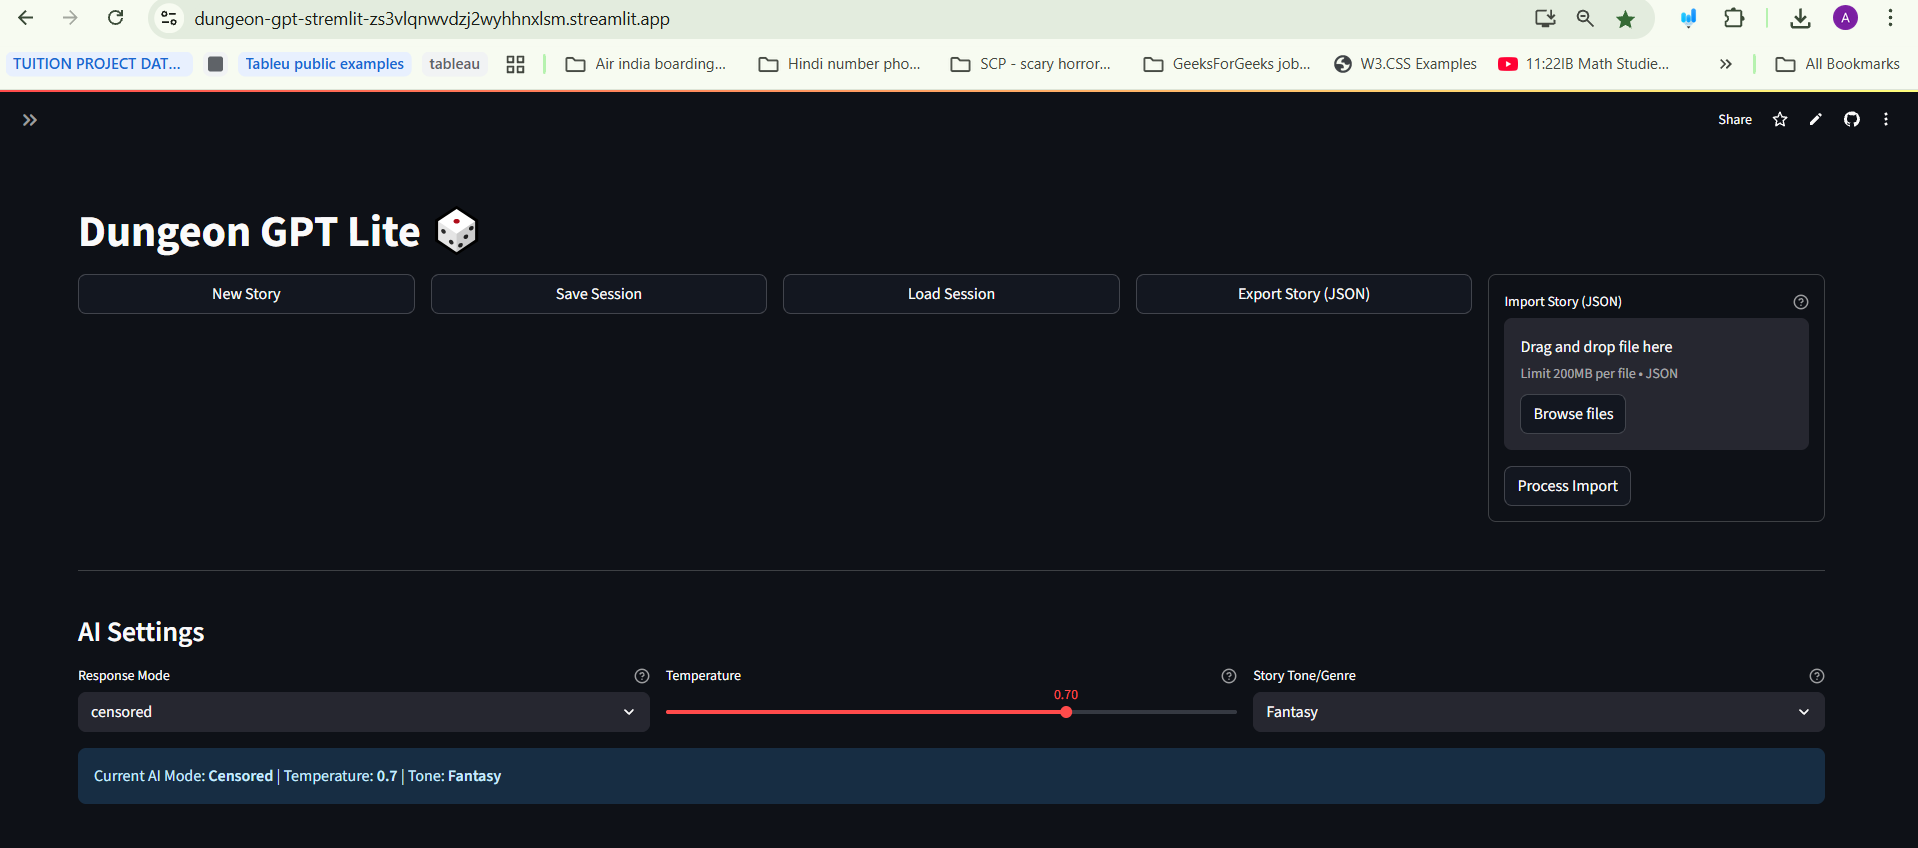 dungeon-gpt-stremlit-zs3vlqnwvdzj2wyhhnxlsm.streamlit.app
A
TUITION PROJECT DAT...
Tableu public examples
tableau
Air india boarding...
Hindi number pho...
SCP - scary horror...
GeeksForGeeks job...
W3.CSS Examples
11:22IB Math Studie...
All Bookmarks
Share
Dungeon GPT Lite
New Story
Save Session
Load Session
Export Story (JSON)
Import Story (JSON)
Drag and drop file here
Limit 200MB per file • JSON
Browse files
Process Import
AI Settings
Response Mode
censored
Temperature
0.70
Story Tone/Genre
Fantasy
Current AI Mode: Censored | Temperature: 0.7 | Tone: Fantasy